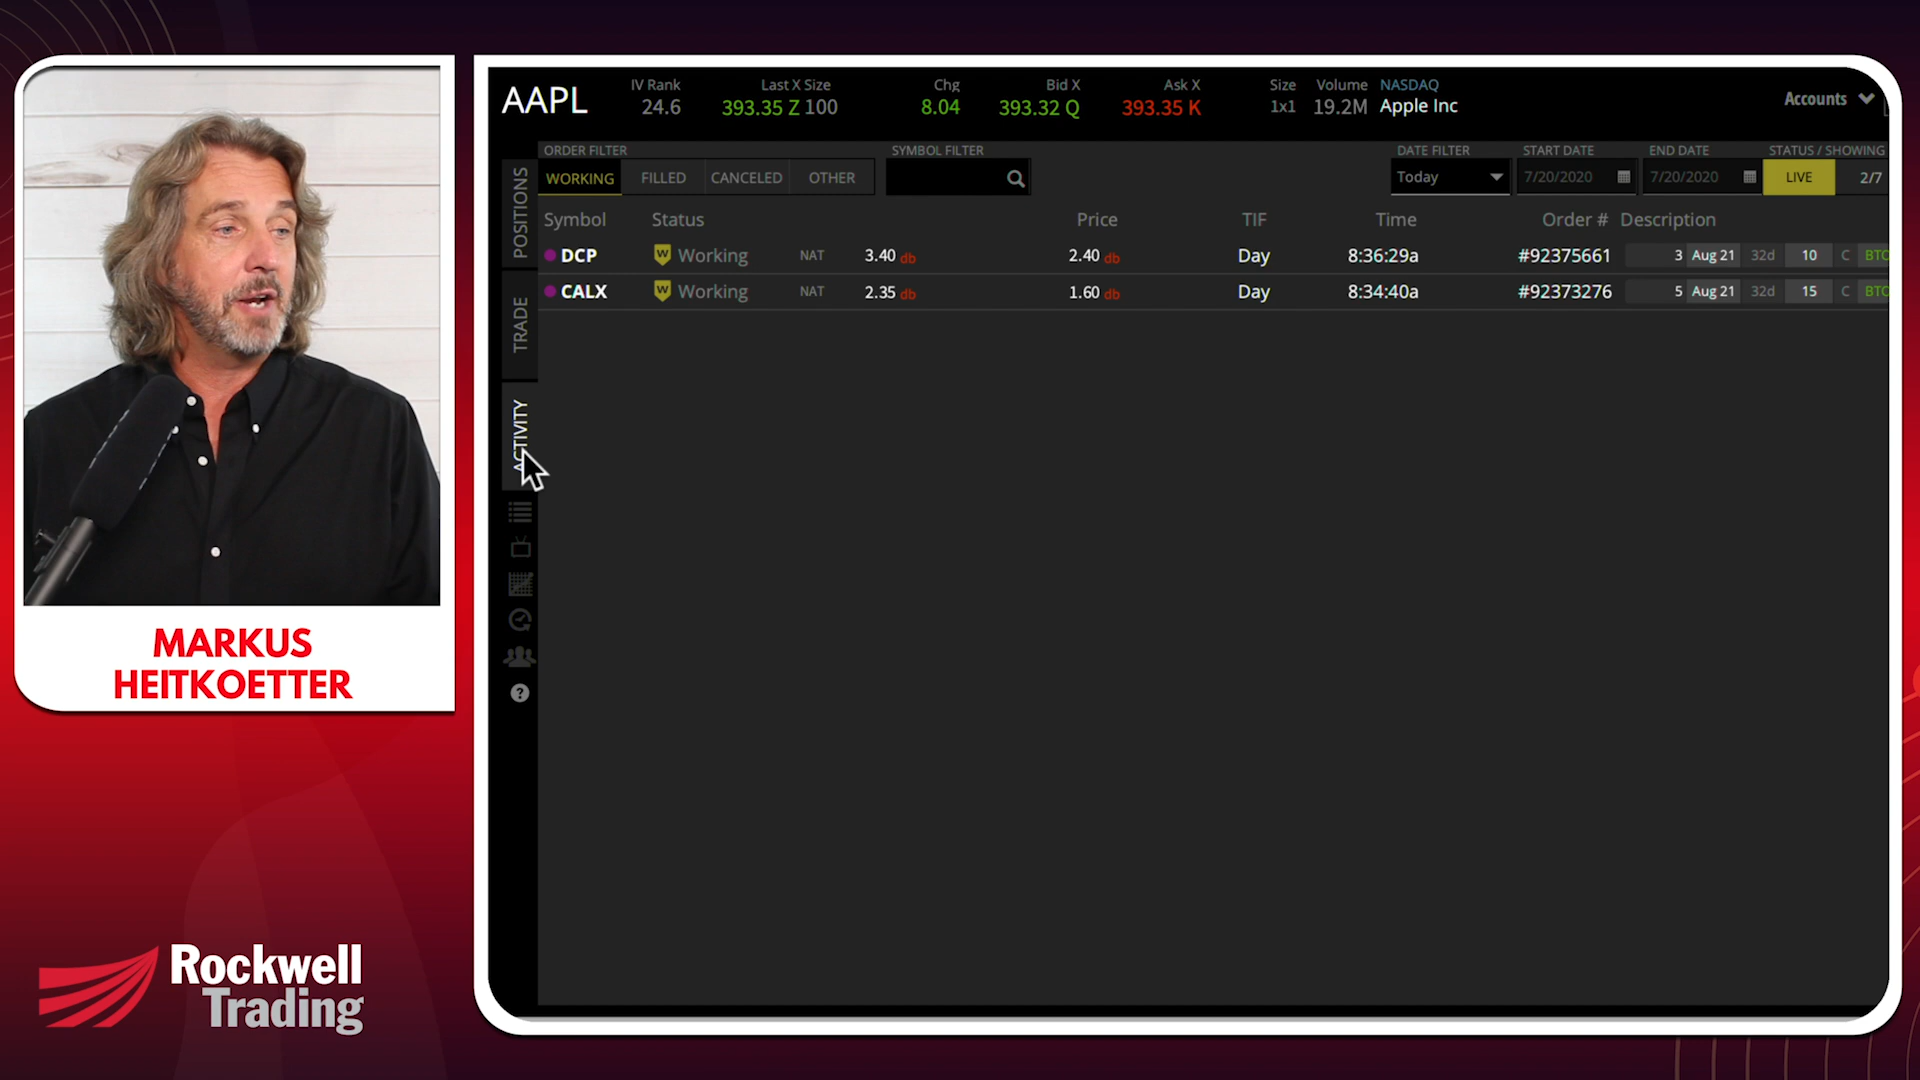 AAPL
IV Rank
24.6
Last X Size
393.35 Z 100
Chg
8.04
Bid X
393.32 Q
Ask X
393.35 K
Size
1x1
Volume
19.2M
NASDAQ
Apple Inc
Accounts
ORDER FILTER
WORKING FILLED CANCELED OTHER
SYMBOL FILTER
DATE FILTER
Today
START DATE
7/20/2020
END DATE
7/20/2020
STATUS / SHOWING
LIVE 2/7
POSITIONS
TRADE
ACTIVITY
Symbol Status Price TIF Time Order # Description
DCP W Working NAT 3.40 db 2.40 db Day 8:36:29a #92375661 3 Aug 21 32d 10 C BTO
CALX W Working NAT 2.35 db 1.60 db Day 8:34:40a #92373276 5 Aug 21 32d 15 C BTO
?
MARKUS
HEITKOETTER
Rockwell
Trading